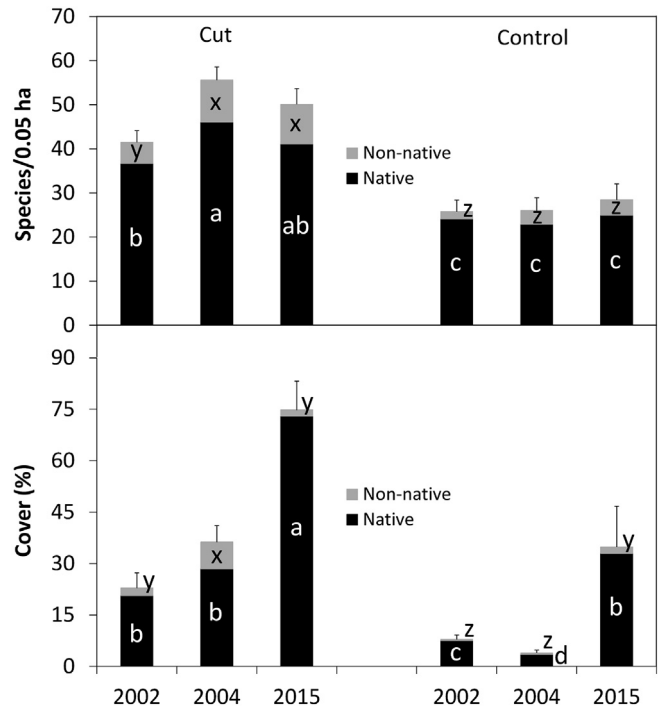 70
Cut
Control
60
50
40
30
20
10
0
Species/0.05 ha
y
x
x
b
a
ab
Non-native
Native
z
z
z
c
c
c
90
75
60
45
30
15
0
Cover (%)
y
x
y
b
b
a
Non-native
Native
z
z
y
c
d
b
2002 2004 2015 2002 2004 2015